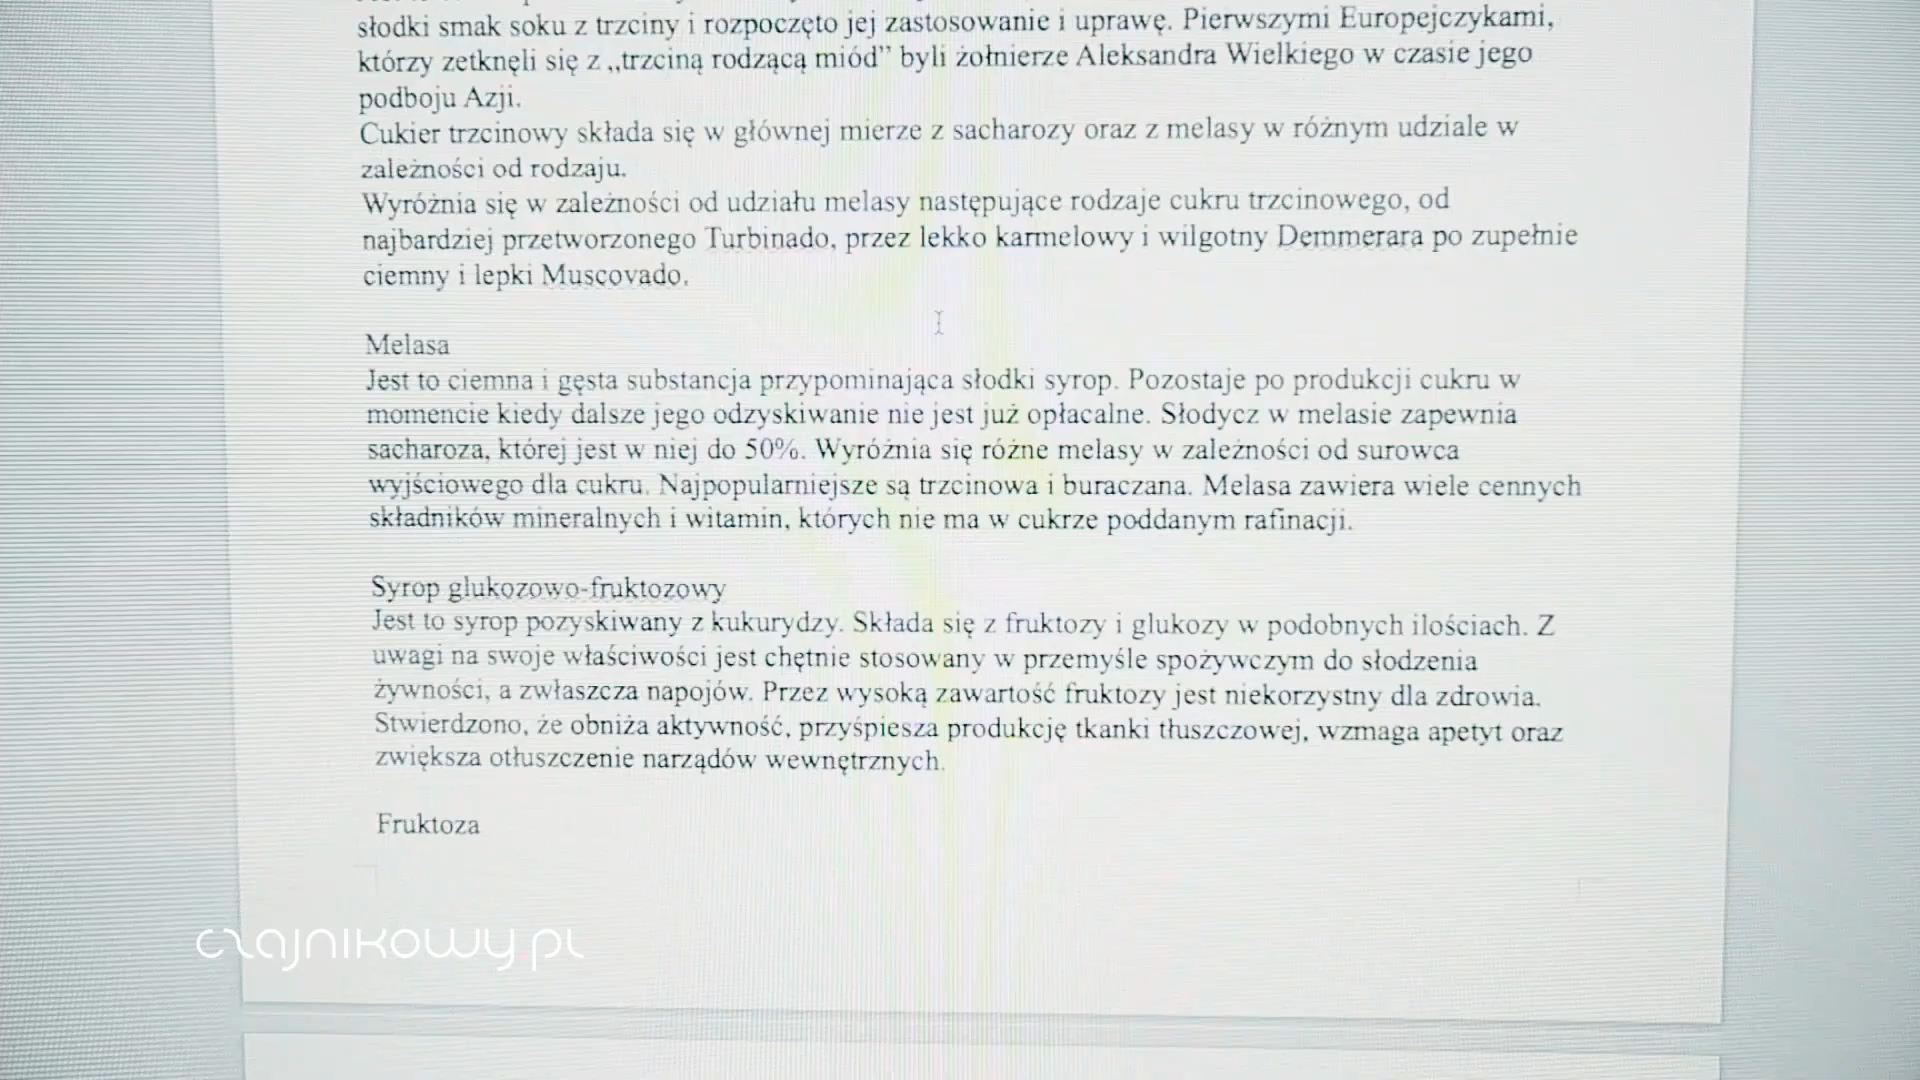 słodki smak soku z trzciny i rozpoczęto jej zastosowanie i uprawę. Pierwszymi Europejczykami,
którzy zetknęli się z „trzciną rodzącą miód” byli żołnierze Aleksandra Wielkiego w czasie jego
podboju Azji.
Cukier trzcinowy składa się w głównej mierze z sacharozy oraz z melasy w różnym udziale w
zależności od rodzaju.
Wyróżnia się w zależności od udziału melasy następujące rodzaje cukru trzcinowego, od
najbardziej przetworzonego Turbinado, przez lekko karmelowy i wilgotny Demmerara po zupełnie
ciemny i lepki Muscovado.
Melasa
Jest to ciemna i gęsta substancja przypominająca słodki syrop. Pozostaje po produkcji cukru w
momencie kiedy dalsze jego odzyskiwanie nie jest już opłacalne. Słodycz w melasie zapewnia
sacharoza, której jest w niej do 50%. Wyróżnia się różne melasy w zależności od surowca
wyjściowego dla cukru. Najpopularniejsze są trzcinowa i buraczana. Melasa zawiera wiele cennych
składników mineralnych i witamin, których nie ma w cukrze poddanym rafinacji.
Syrop glukozowo-fruktozowy
Jest to syrop pozyskiwany z kukurydzy. Składa się z fruktozy i glukozy w podobnych ilościach. Z
uwagi na swoje właściwości jest chętnie stosowany w przemyśle spożywczym do słodzenia
żywności, a zwłaszcza napojów. Przez wysoką zawartość fruktozy jest niekorzystny dla zdrowia.
Stwierdzono, że obniża aktywność, przyśpiesza produkcję tkanki tłuszczowej, wzmaga apetyt oraz
zwiększa otłuszczenie narządów wewnętrznych.
Fruktoza
czajnikowy.pl